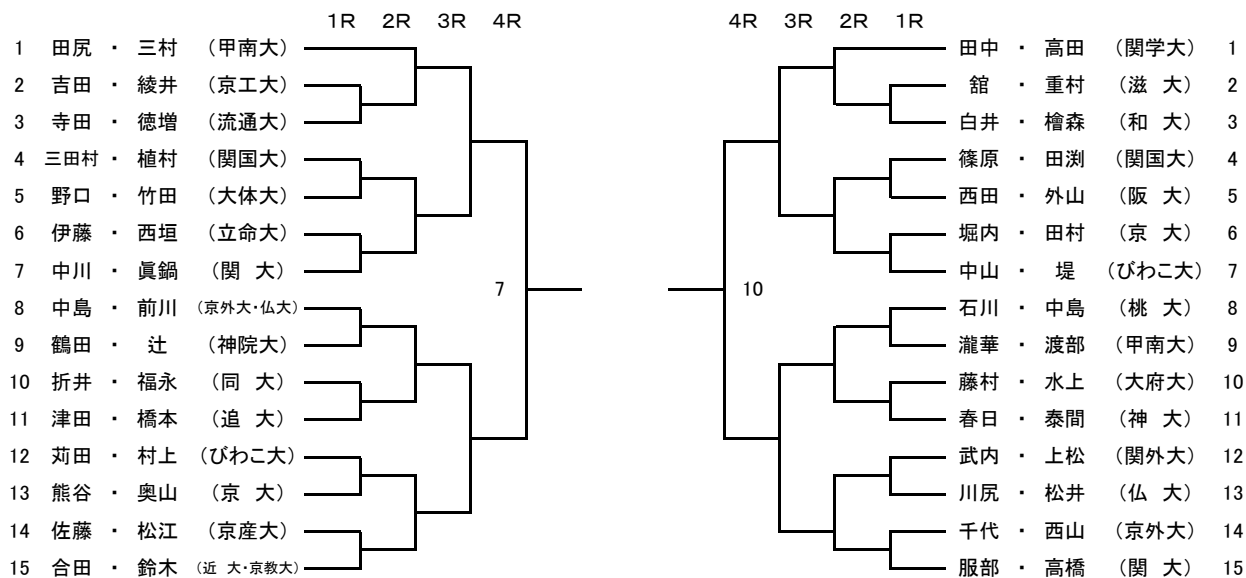 1R 2R 3R 4R 4R 3R 2R 1R
1 田尻 ・ 三村 (甲南大) 田中 ・ 高田 (関学大) 1
2 吉田 ・ 綾井 (京工大) 舘 ・ 重村 (滋 大) 2
3 寺田 ・ 徳増 (流通大) 白井 ・ 檜森 (和 大) 3
4 三田村 ・ 植村 (関国大) 篠原 ・ 田渕 (関国大) 4
5 野口 ・ 竹田 (大体大) 西田 ・ 外山 (阪 大) 5
6 伊藤 ・ 西垣 (立命大) 堀内 ・ 田村 (京 大) 6
7 中川 ・ 眞鍋 (関 大) 中山 ・ 堤 (びわこ大) 7
7 10
8 中島 ・ 前川 (京外大・仏大) 石川 ・ 中島 (桃 大) 8
9 鶴田 ・ 辻 (神院大) 瀧華 ・ 渡部 (甲南大) 9
10 折井 ・ 福永 (同 大) 藤村 ・ 水上 (大府大) 10
11 津田 ・ 橋本 (追 大) 春日 ・ 泰間 (神 大) 11
12 苅田 ・ 村上 (びわこ大) 武内 ・ 上松 (関外大) 12
13 熊谷 ・ 奥山 (京 大) 川尻 ・ 松井 (仏 大) 13
14 佐藤 ・ 松江 (京産大) 千代 ・ 西山 (京外大) 14
15 合田 ・ 鈴木 (近 大・京教大) 服部 ・ 高橋 (関 大) 15